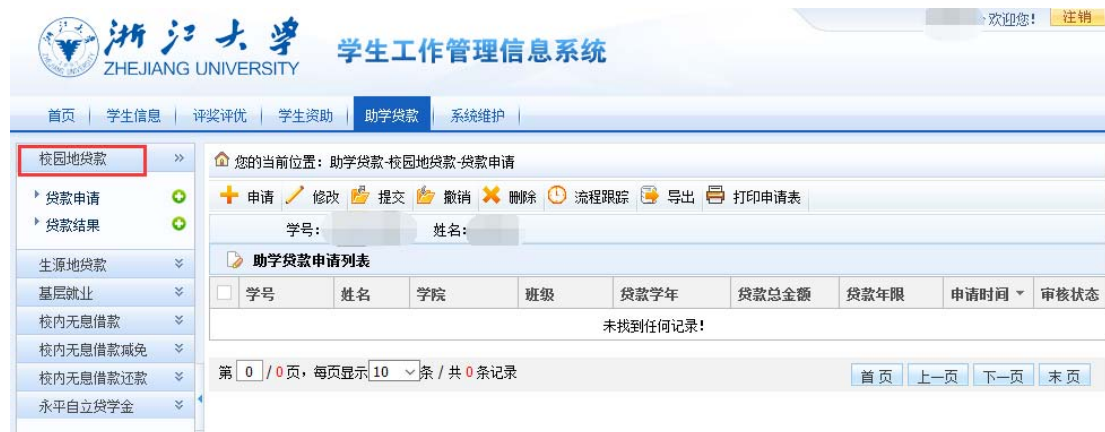 浙江大学
ZHEJIANG UNIVERSITY
学生工作管理信息系统
欢迎您! 注销
首页 学生信息 评奖评优 学生资助 助学贷款 系统维护
校园地贷款
贷款申请
贷款结果
生源地贷款
基层就业
校内无息借款
校内无息借款减免
校内无息借款还款
永平自立贷学金
您的当前位置: 助学贷款-校园地贷款-贷款申请
申请 修改 提交 撤销 删除 流程跟踪 导出 打印申请表
学号: 姓名:
助学贷款申请列表
学号 姓名 学院 班级 贷款学年 贷款总金额 贷款年限 申请时间 审核状态
未找到任何记录!
第 0 / 0 页, 每页显示 10 条 / 共 0 条记录
首页 上一页 下一页 末页